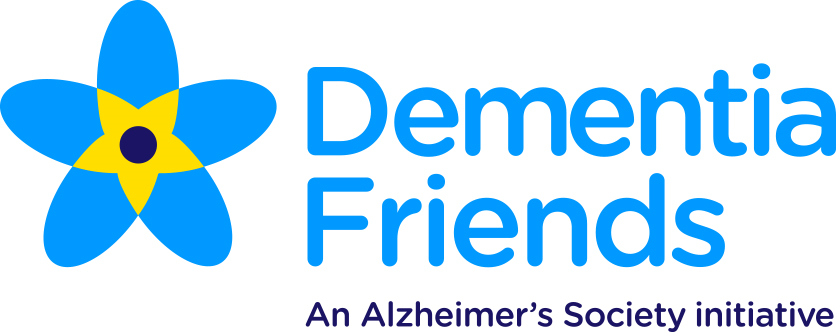 Dementia
Friends
An Alzheimer’s Society initiative